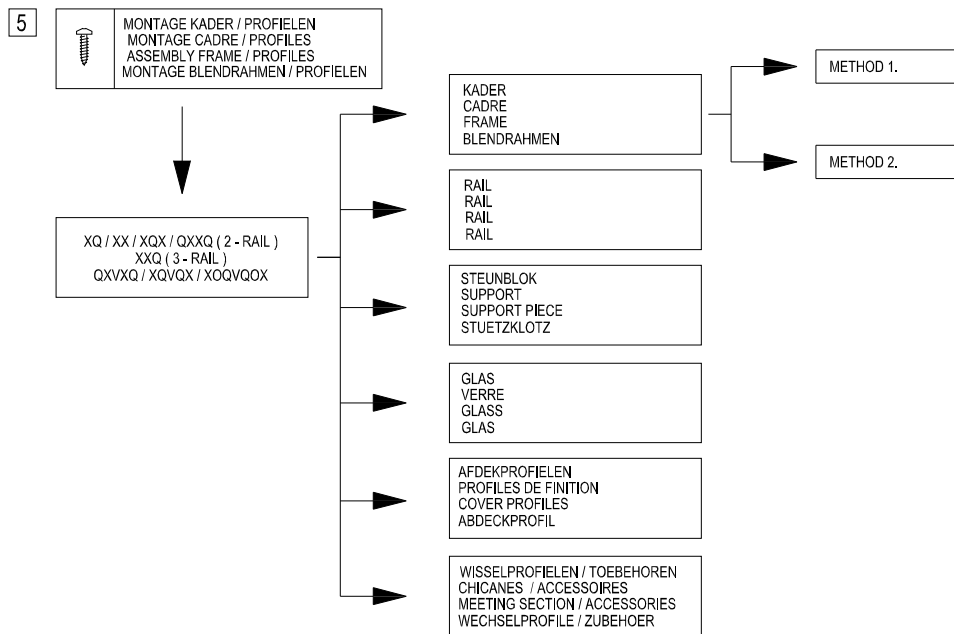 5
MONTAGE KADER / PROFIELEN
MONTAGE CADRE / PROFILES
ASSEMBLY FRAME / PROFILES
MONTAGE BLENDRAHMEN / PROFIELEN
XQ / XX / XQX / QXXQ ( 2 - RAIL )
XXQ ( 3 - RAIL )
QXVXQ / XQVQX / XOQVQOX
KADER
CADRE
FRAME
BLENDRAHMEN
METHOD 1.
METHOD 2.
RAIL
RAIL
RAIL
RAIL
STEUNBLOK
SUPPORT
SUPPORT PIECE
STUETZKLOTZ
GLAS
VERRE
GLASS
GLAS
AFDEKPROFIELEN
PROFILES DE FINITION
COVER PROFILES
ABDECKPROFIL
WISSELPROFIELEN / TOEBEHOREN
CHICANES / ACCESSOIRES
MEETING SECTION / ACCESSORIES
WECHSELPROFILE / ZUBEHOER